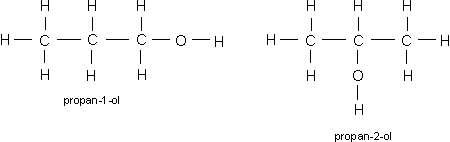 H H H H H H
H — C — C — C — O — H H — C — C — C — H
H H H H O H
H
propan-1-ol
propan-2-ol